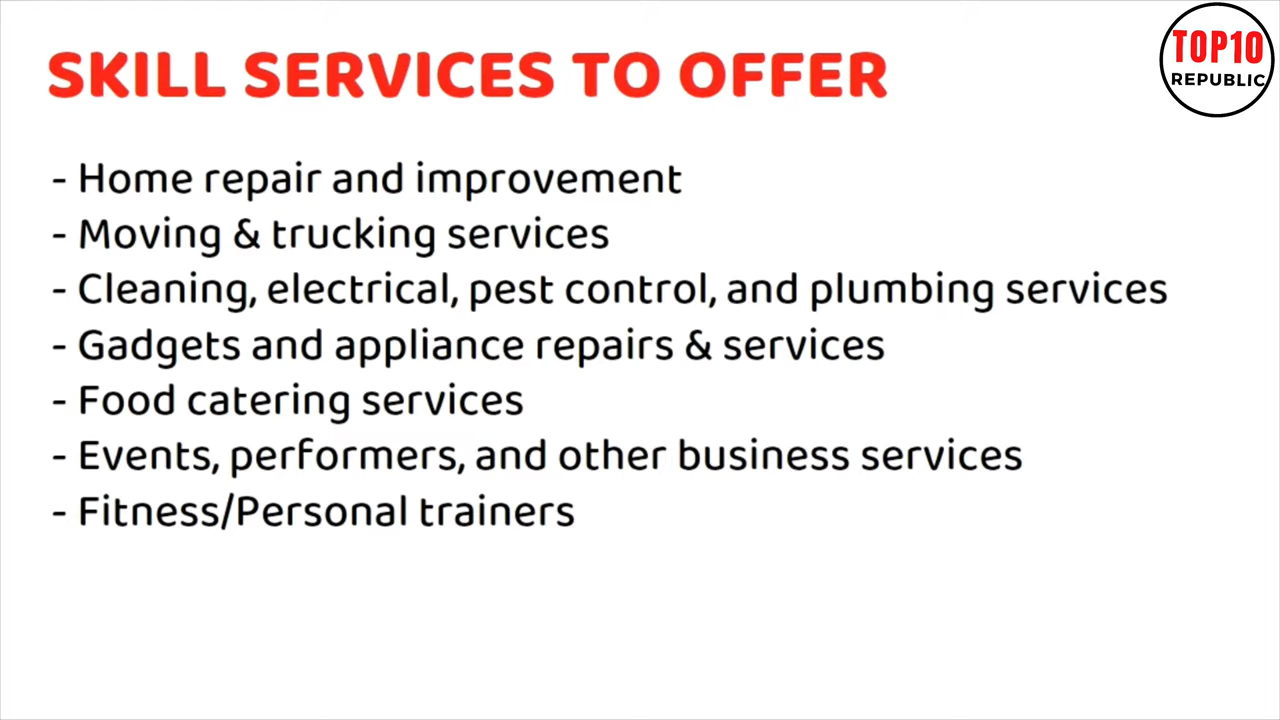 SKILL SERVICES TO OFFER
TOP10
REPUBLIC
- Home repair and improvement
- Moving & trucking services
- Cleaning, electrical, pest control, and plumbing services
- Gadgets and appliance repairs & services
- Food catering services
- Events, performers, and other business services
- Fitness/Personal trainers